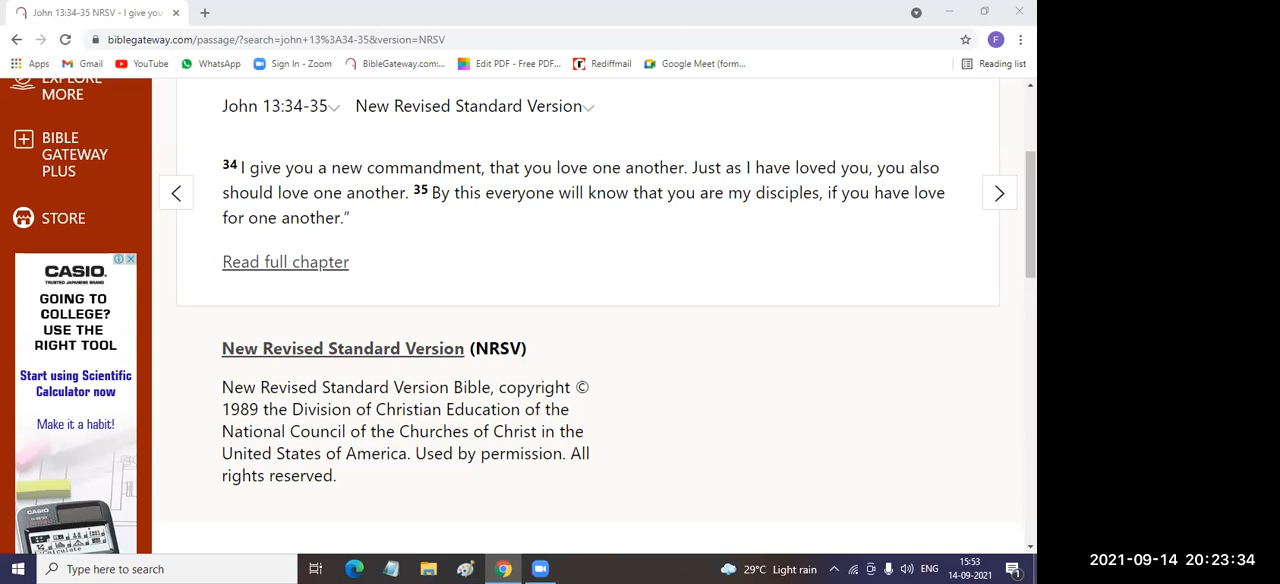 John 13:34-35 NRSV - I give you
biblegateway.com/passage/?search=john+13%3A34-35&version=NRSV
F
Apps Gmail YouTube WhatsApp Sign In - Zoom BibleGateway.com:... Edit PDF - Free PDF... Rediffmail Google Meet (form... Reading list
EXPLORE
MORE
BIBLE
GATEWAY
PLUS
STORE
CASIO
TRUSTED JAPANESE BRAND
GOING TO
COLLEGE?
USE THE
RIGHT TOOL
Start using Scientific
Calculator now
Make it a habit!
CASIO
Calculate
John 13:34-35 New Revised Standard Version
34 I give you a new commandment, that you love one another. Just as I have loved you, you also
should love one another. 35 By this everyone will know that you are my disciples, if you have love
for one another.”
Read full chapter
New Revised Standard Version (NRSV)
New Revised Standard Version Bible, copyright ©
1989 the Division of Christian Education of the
National Council of the Churches of Christ in the
United States of America. Used by permission. All
rights reserved.
Type here to search
29°C Light rain
ENG
15:53
14-09-2021
1
2021-09-14 20:23:34